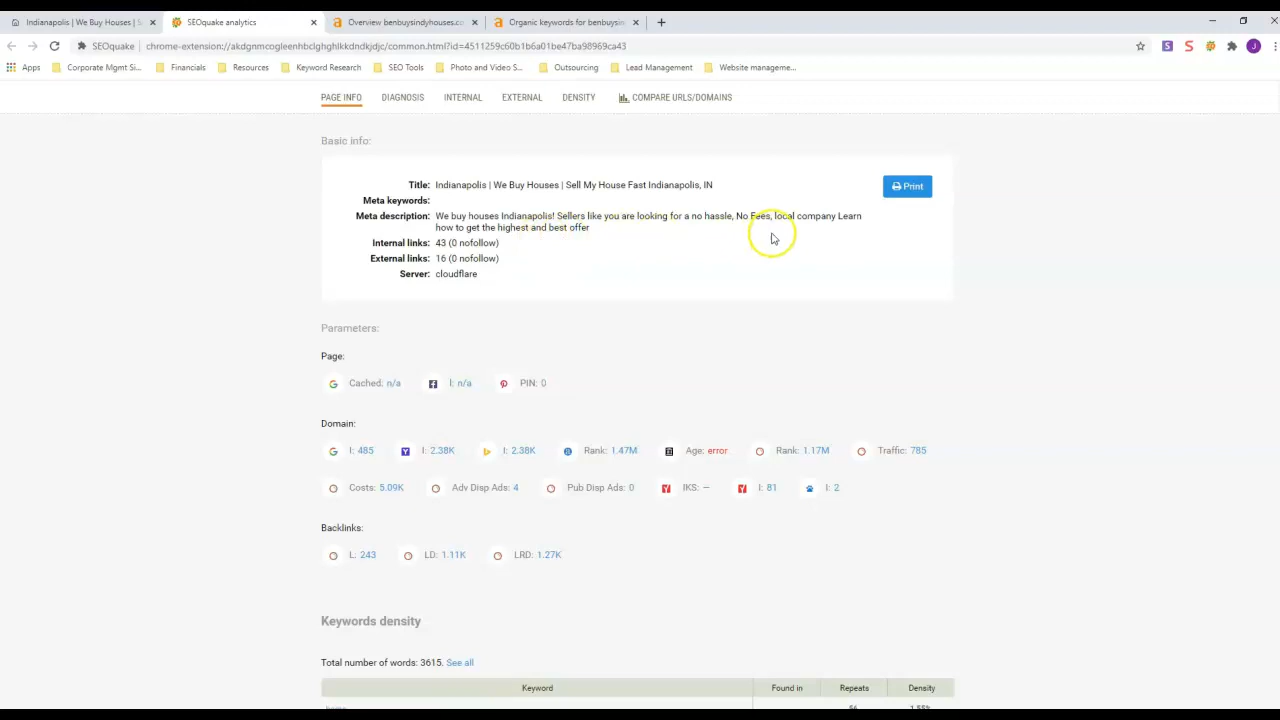 Indianapolis | We Buy Houses | S
SEOquake analytics
Overview benbuysindyhouses.co
Organic keywords for benbuysin
SEOquake
chrome-extension://akdgnmcogleenhbclghghlkkdndkjdjc/common.html?id=4511259c60b1b6a01be47ba98969ca43
Apps
Corporate Mgmt Si...
Financials
Resources
Keyword Research
SEO Tools
Photo and Video S...
Outsourcing
Lead Management
Website manageme...
PAGE INFO
DIAGNOSIS
INTERNAL
EXTERNAL
DENSITY
COMPARE URLS/DOMAINS
Basic info:
Title: Indianapolis | We Buy Houses | Sell My House Fast Indianapolis, IN
Print
Meta keywords:
Meta description: We buy houses Indianapolis! Sellers like you are looking for a no hassle, No Fees, local company Learn
how to get the highest and best offer
Internal links: 43 (0 nofollow)
External links: 16 (0 nofollow)
Server: cloudflare
Parameters:
Page:
Cached: n/a
l: n/a
PIN: 0
Domain:
I: 485
I: 2.38K
I: 2.38K
Rank: 1.47M
Age: error
Rank: 1.17M
Traffic: 785
Costs: 5.09K
Adv Disp Ads: 4
Pub Disp Ads: 0
IKS: —
I: 81
I: 2
Backlinks:
L: 243
LD: 1.11K
LRD: 1.27K
Keywords density
Total number of words: 3615. See all
Keyword
Found in
Repeats
Density